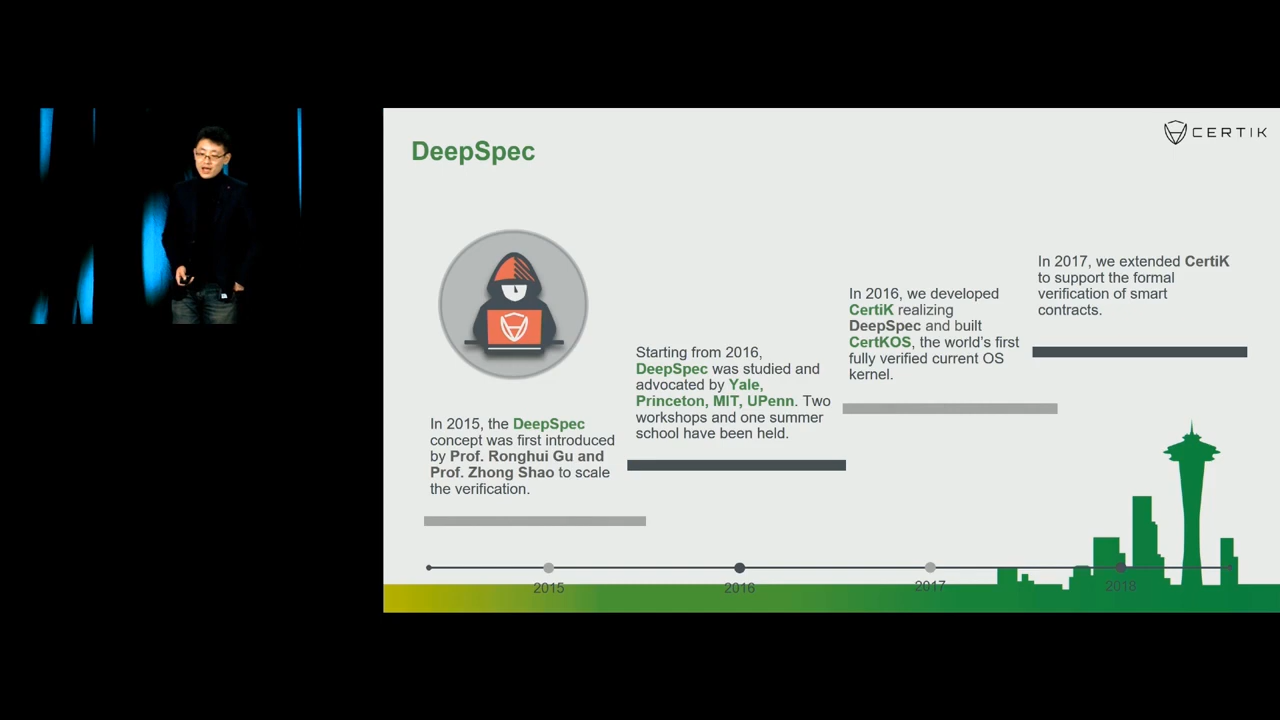 CERTIK
DeepSpec
In 2015, the DeepSpec
concept was first introduced
by Prof. Ronghui Gu and
Prof. Zhong Shao to scale
the verification.
Starting from 2016,
DeepSpec was studied and
advocated by Yale,
Princeton, MIT, UPenn. Two
workshops and one summer
school have been held.
In 2016, we developed
CertiK realizing
DeepSpec and built
CertKOS, the world's first
fully verified current OS
kernel.
In 2017, we extended CertiK
to support the formal
verification of smart
contracts.
2015
2016
2017
2018